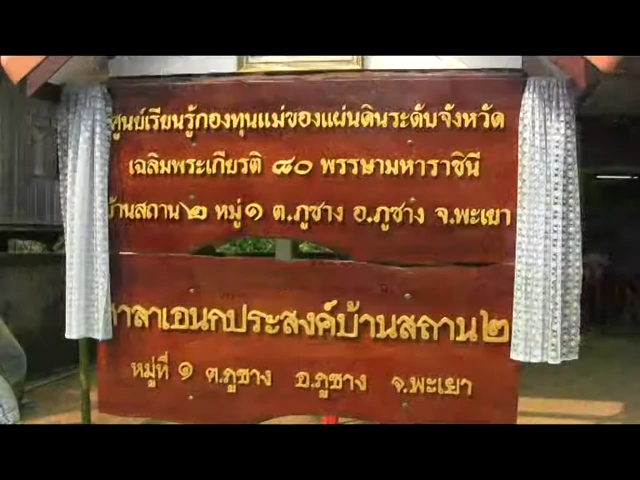 ศูนย์เรียนรู้กองทุนแม่ของแผ่นดินระดับจังหวัด
เฉลิมพระเกียรติ ๘๐ พรรษามหาราชินี
บ้านสถาน ๒ หมู่ ๑ ต.ภูซาง อ.ภูซาง จ.พะเยา
ศาลาเอนกประสงค์บ้านสถาน ๒
หมู่ที่ ๑ ต.ภูซาง อ.ภูซาง จ.พะเยา